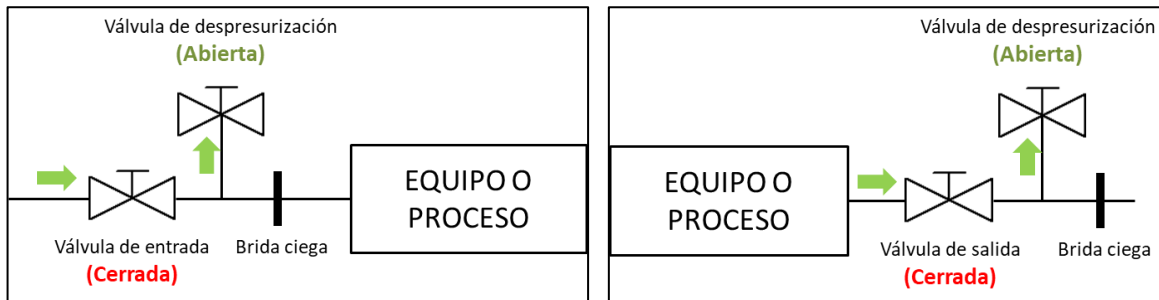 Válvula de despresurización
(Abierta)
EQUIPO O
PROCESO
Válvula de entrada
(Cerrada)
Brida ciega
Válvula de despresurización
(Abierta)
EQUIPO O
PROCESO
Válvula de salida
(Cerrada)
Brida ciega